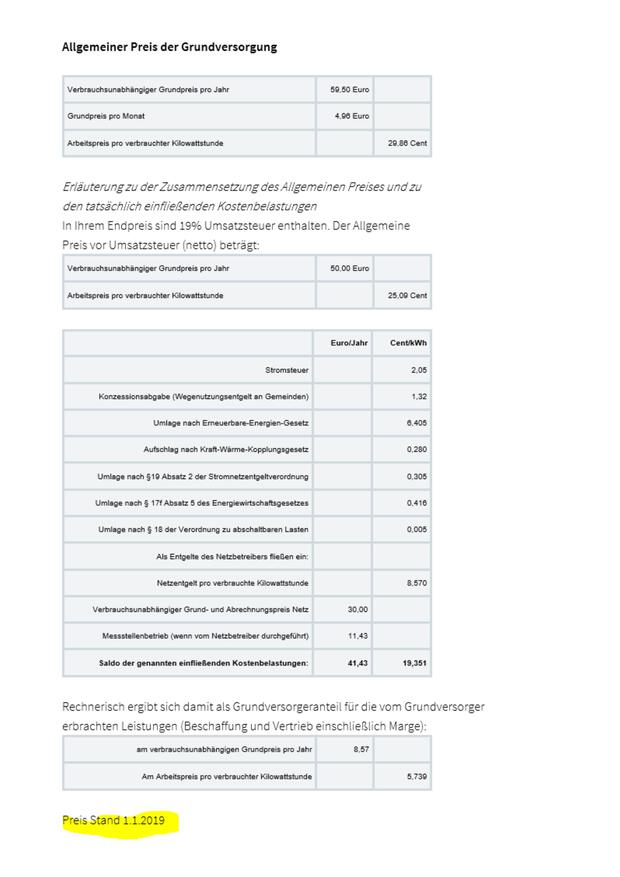 Allgemeiner Preis der Grundversorgung
Verbrauchsunabhängiger Grundpreis pro Jahr 59,50 Euro
Grundpreis pro Monat 4,96 Euro
Arbeitspreis pro verbrauchter Kilowattstunde 29,86 Cent
Erläuterung zu der Zusammensetzung des Allgemeinen Preises und zu
den tatsächlich einfließenden Kostenbelastungen
In Ihrem Endpreis sind 19% Umsatzsteuer enthalten. Der Allgemeine
Preis vor Umsatzsteuer (netto) beträgt:
Verbrauchsunabhängiger Grundpreis pro Jahr 50,00 Euro
Arbeitspreis pro verbrauchter Kilowattstunde 25,09 Cent
Euro/Jahr Cent/kWh
Stromsteuer 2,05
Konzessionsabgabe (Wegenutzungsentgelt an Gemeinden) 1,32
Umlage nach Erneuerbare-Energien-Gesetz 6,405
Aufschlag nach Kraft-Wärme-Kopplungsgesetz 0,280
Umlage nach §19 Absatz 2 der Stromnetzentgeltverordnung 0,305
Umlage nach § 17f Absatz 5 des Energiewirtschaftsgesetzes 0,416
Umlage nach § 18 der Verordnung zu abschaltbaren Lasten 0,005
Als Entgelte des Netzbetreibers fließen ein:
Netzentgelt pro verbrauchte Kilowattstunde 8,570
Verbrauchsunabhängiger Grund- und Abrechnungspreis Netz 30,00
Messstellenbetrieb (wenn vom Netzbetreiber durchgeführt) 11,43
Saldo der genannten einfließenden Kostenbelastungen: 41,43 19,351
Rechnerisch ergibt sich damit als Grundversorgeranteil für die vom Grundversorger
erbrachten Leistungen (Beschaffung und Vertrieb einschließlich Marge):
am verbrauchsunabhängigen Grundpreis pro Jahr 8,57
Am Arbeitspreis pro verbrauchter Kilowattstunde 5,739
Preis Stand 1.1.2019